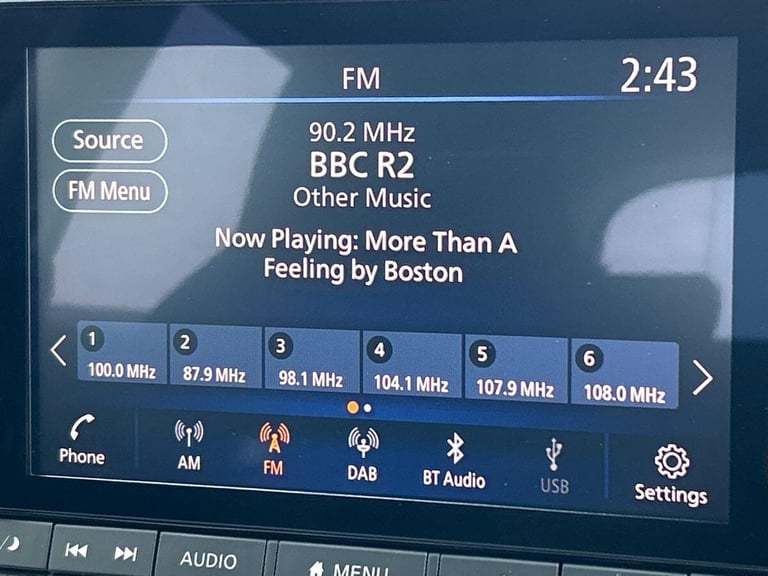 FM
2:43
Source
FM Menu
90.2 MHz
BBC R2
Other Music
Now Playing: More Than A
Feeling by Boston
1
100.0 MHz
2
87.9 MHz
3
98.1 MHz
4
104.1 MHz
5
107.9 MHz
6
108.0 MHz
Phone
AM
FM
DAB
BT Audio
USB
Settings
AUDIO
MENU